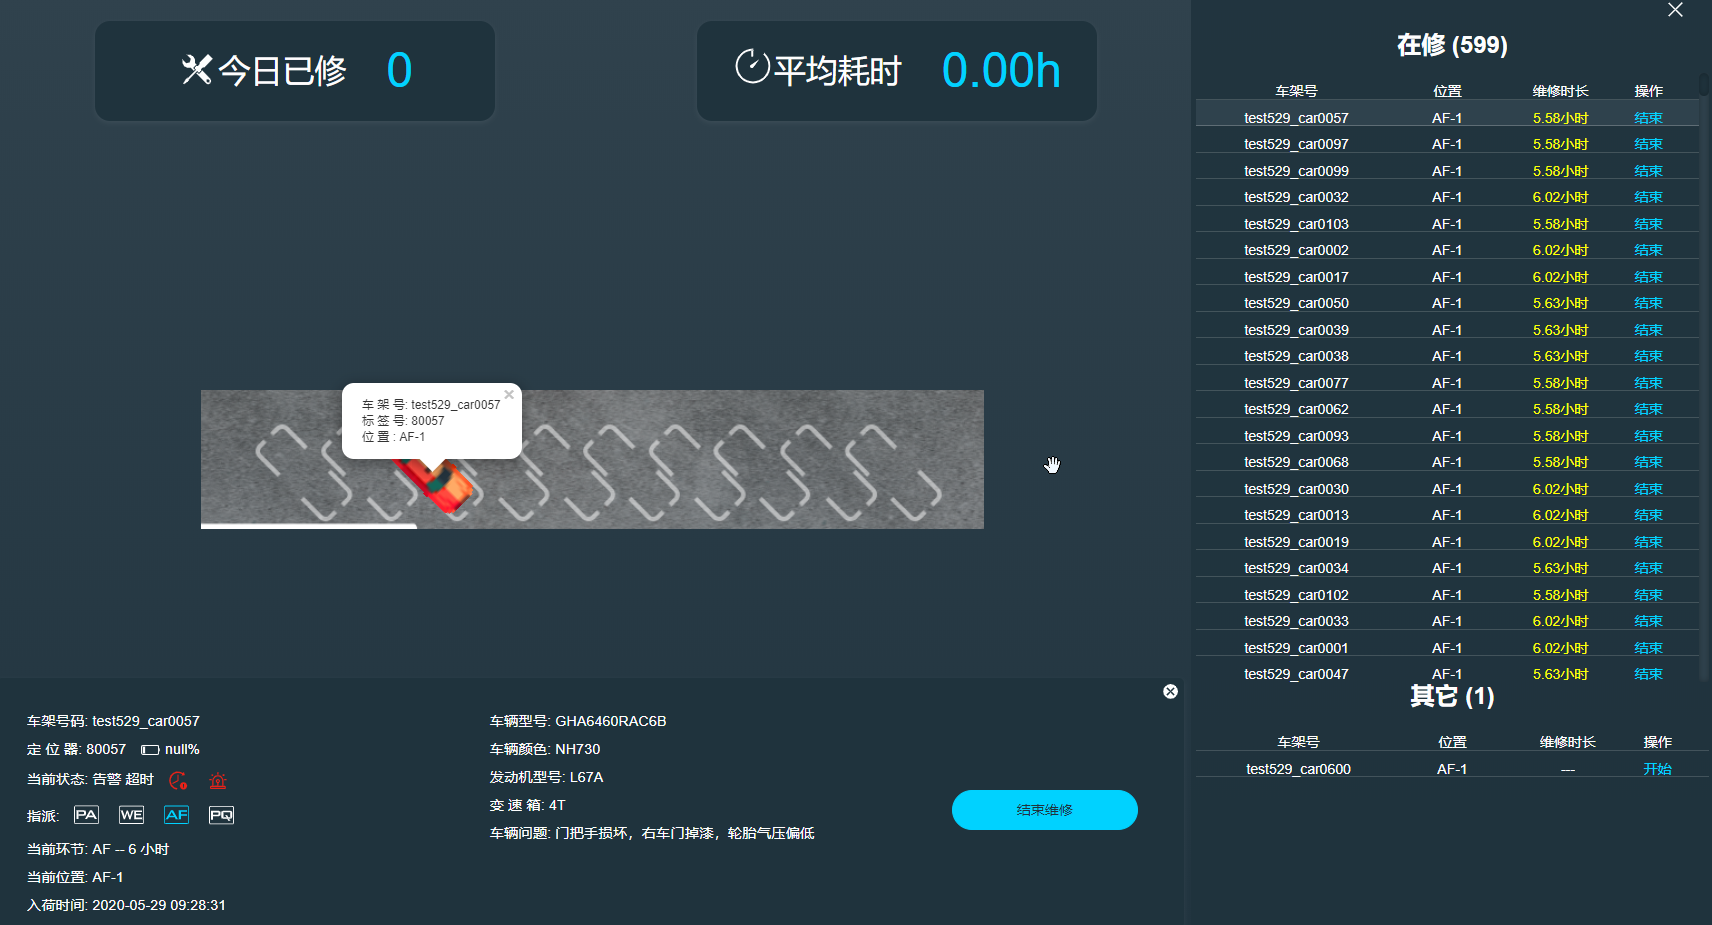 今日已修 0
平均耗时 0.00h
车 架 号: test529_car0057
标 签 号: 80057
位 置 : AF-1
车架号码: test529_car0057
定 位 器: 80057 null%
当前状态: 告警 超时
指派: PA WE AF PQ
当前环节: AF -- 6 小时
当前位置: AF-1
入荷时间: 2020-05-29 09:28:31
车辆型号: GHA6460RAC6B
车辆颜色: NH730
发动机型号: L67A
变 速 箱: 4T
车辆问题: 门把手损坏，右车门掉漆，轮胎气压偏低
结束维修
在修 (599)
车架号 位置 维修时长 操作
test529_car0057 AF-1 5.58小时 结束
test529_car0097 AF-1 5.58小时 结束
test529_car0099 AF-1 5.58小时 结束
test529_car0032 AF-1 6.02小时 结束
test529_car0103 AF-1 5.58小时 结束
test529_car0002 AF-1 6.02小时 结束
test529_car0017 AF-1 6.02小时 结束
test529_car0050 AF-1 5.63小时 结束
test529_car0039 AF-1 5.63小时 结束
test529_car0038 AF-1 5.63小时 结束
test529_car0077 AF-1 5.58小时 结束
test529_car0062 AF-1 5.58小时 结束
test529_car0093 AF-1 5.58小时 结束
test529_car0068 AF-1 5.58小时 结束
test529_car0030 AF-1 6.02小时 结束
test529_car0013 AF-1 6.02小时 结束
test529_car0019 AF-1 6.02小时 结束
test529_car0034 AF-1 5.63小时 结束
test529_car0102 AF-1 5.58小时 结束
test529_car0033 AF-1 6.02小时 结束
test529_car0001 AF-1 6.02小时 结束
test529_car0047 AF-1 5.63小时 结束
其它 (1)
车架号 位置 维修时长 操作
test529_car0600 AF-1 --- 开始